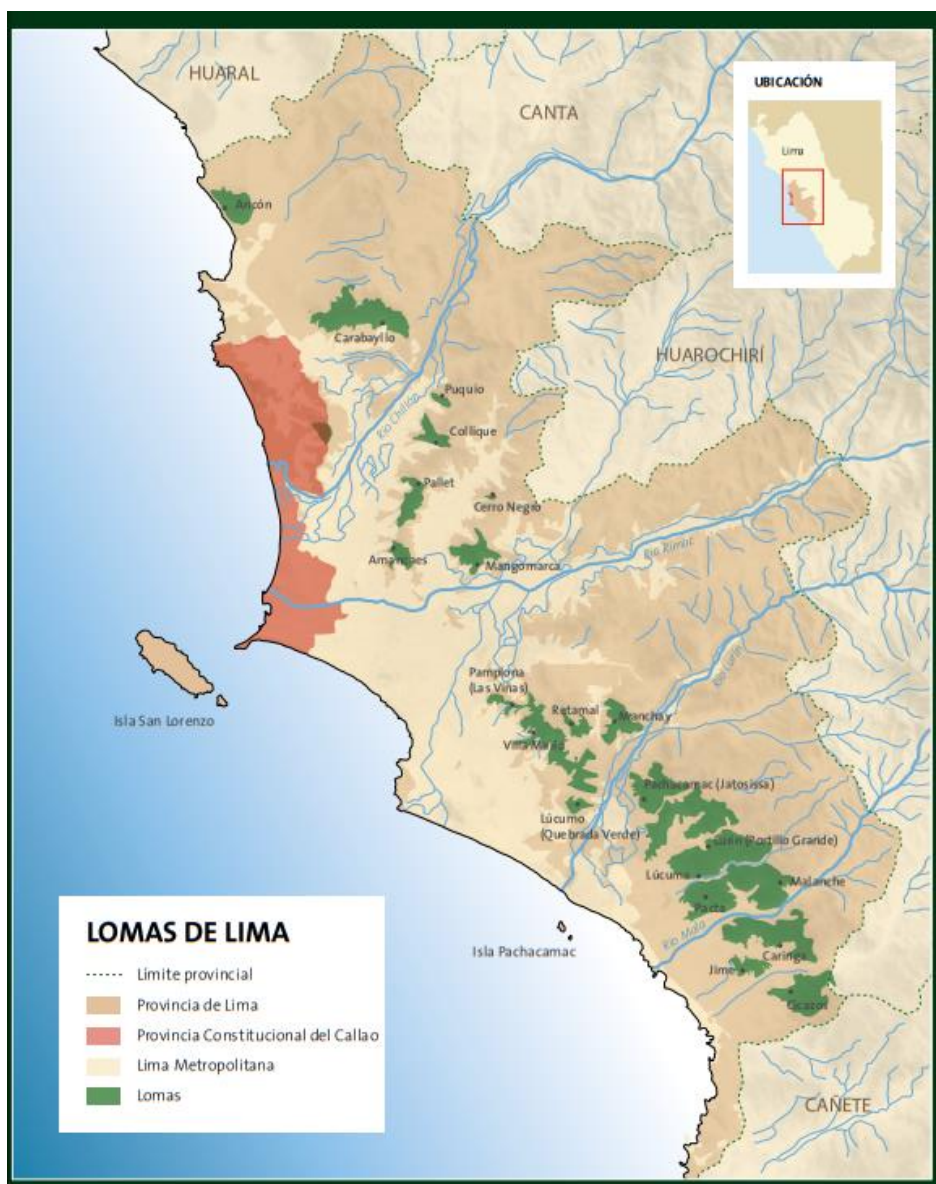 HUARAL
CANTA
UBICACIÓN
Lima
Ancón
HUAROCHIRÍ
Carabayllo
Puquio
Río Chillón
Collique
Pallet
Cerro Negro
Amancaes
Mangomarca
Río Rímac
Pamplona
(Las Viñas)
Retamal
Manchay
Río Lurín
Isla San Lorenzo
Villa María
Pachacamac (Jatosissa)
Lúcumo
(Quebrada Verde)
(Portillo Grande)
Lúcumo
Malanche
Pacta
Río Mala
Isla Pachacamac
Caringa
Jime
Cicazos
CAÑETE
LOMAS DE LIMA
Límite provincial
Provincia de Lima
Provincia Constitucional del Callao
Lima Metropolitana
Lomas